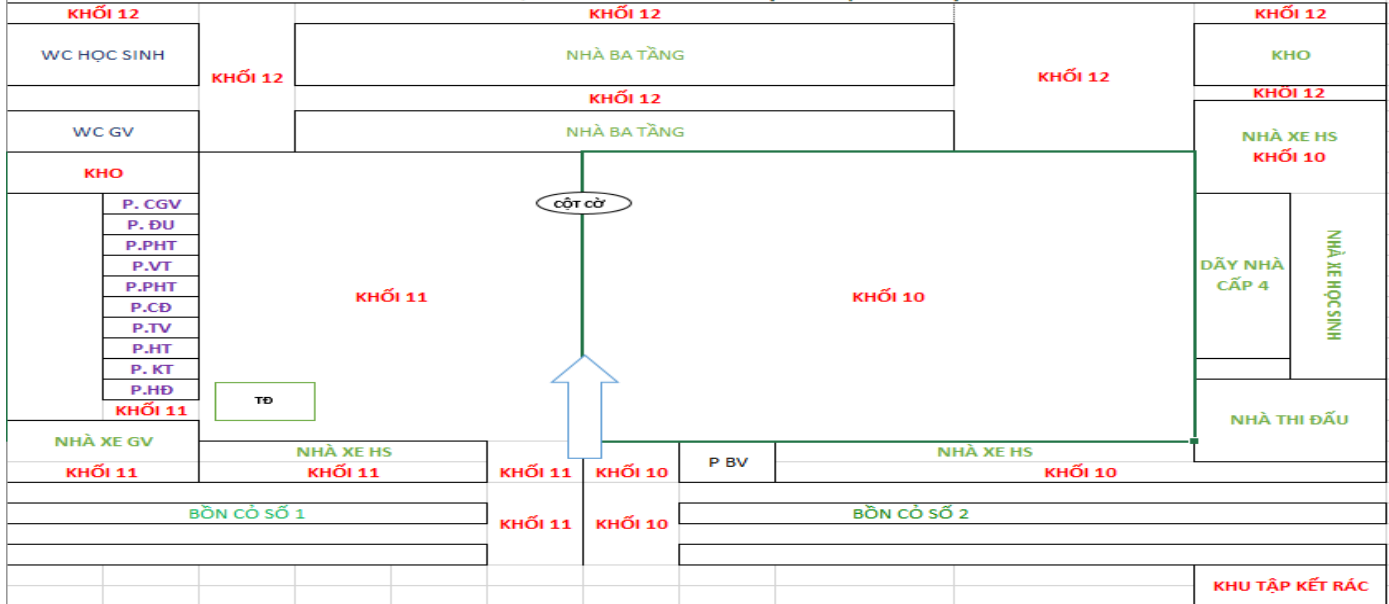 KHỐI 12 KHỐI 12 KHỐI 12
WC HỌC SINH NHÀ BA TẦNG KHO
KHỐI 12 KHỐI 12
KHỐI 12 KHỐI 12
WC GV NHÀ BA TẦNG NHÀ XE HS
KHỐI 10
KHO
P. CGV CỘT CỜ
P. ĐU
P.PHT
P.VT DÃY NHÀ
P.PHT CẤP 4
NHÀ XE HỌC SINH
P.CĐ KHỐI 11 KHỐI 10
P.TV
P.HT
P. KT
P.HĐ TĐ
KHỐI 11
NHÀ THI ĐẤU
NHÀ XE GV NHÀ XE HS NHÀ XE HS
P BV
KHỐI 11 KHỐI 11 KHỐI 11 KHỐI 10 KHỐI 10
BỒN CỎ SỐ 1 BỒN CỎ SỐ 2
KHỐI 11 KHỐI 10
KHU TẬP KẾT RÁC